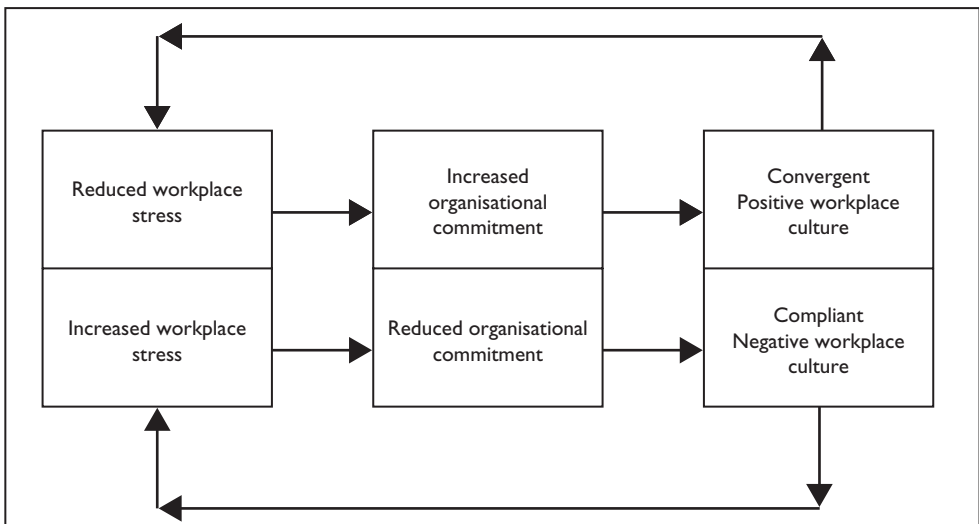 Reduced workplace
stress
Increased
organisational
commitment
Convergent
Positive workplace
culture
Increased workplace
stress
Reduced organisational
commitment
Compliant
Negative workplace
culture